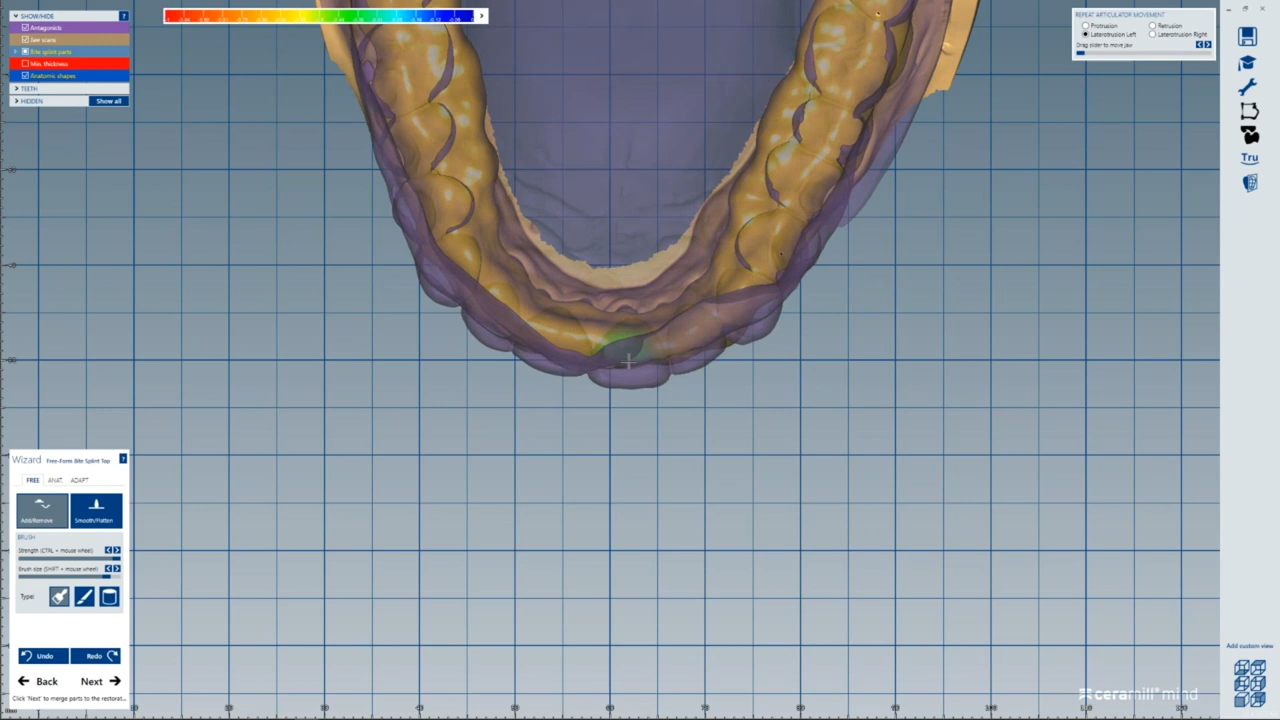 SHOW/HIDE ?
Antagonists
Jaw scans
Bite splint parts
Min. thickness
Anatomic shapes
TEETH
HIDDEN Show all
REPEAT ARTICULATOR MOVEMENT
Protrusion Retrusion
Laterotrusion Left Laterotrusion Right
Drag slider to move jaw
Tru
Wizard Free-Form Bite Splint Top ?
FREE ANAT. ADAPT
Add/Remove Smooth/Flatten
BRUSH
Strength (CTRL + mouse wheel)
Brush size (SHIFT + mouse wheel)
Type:
Undo Redo
Back Next
Click 'Next' to merge parts to the restorat...
Add custom view
ceramill® mind